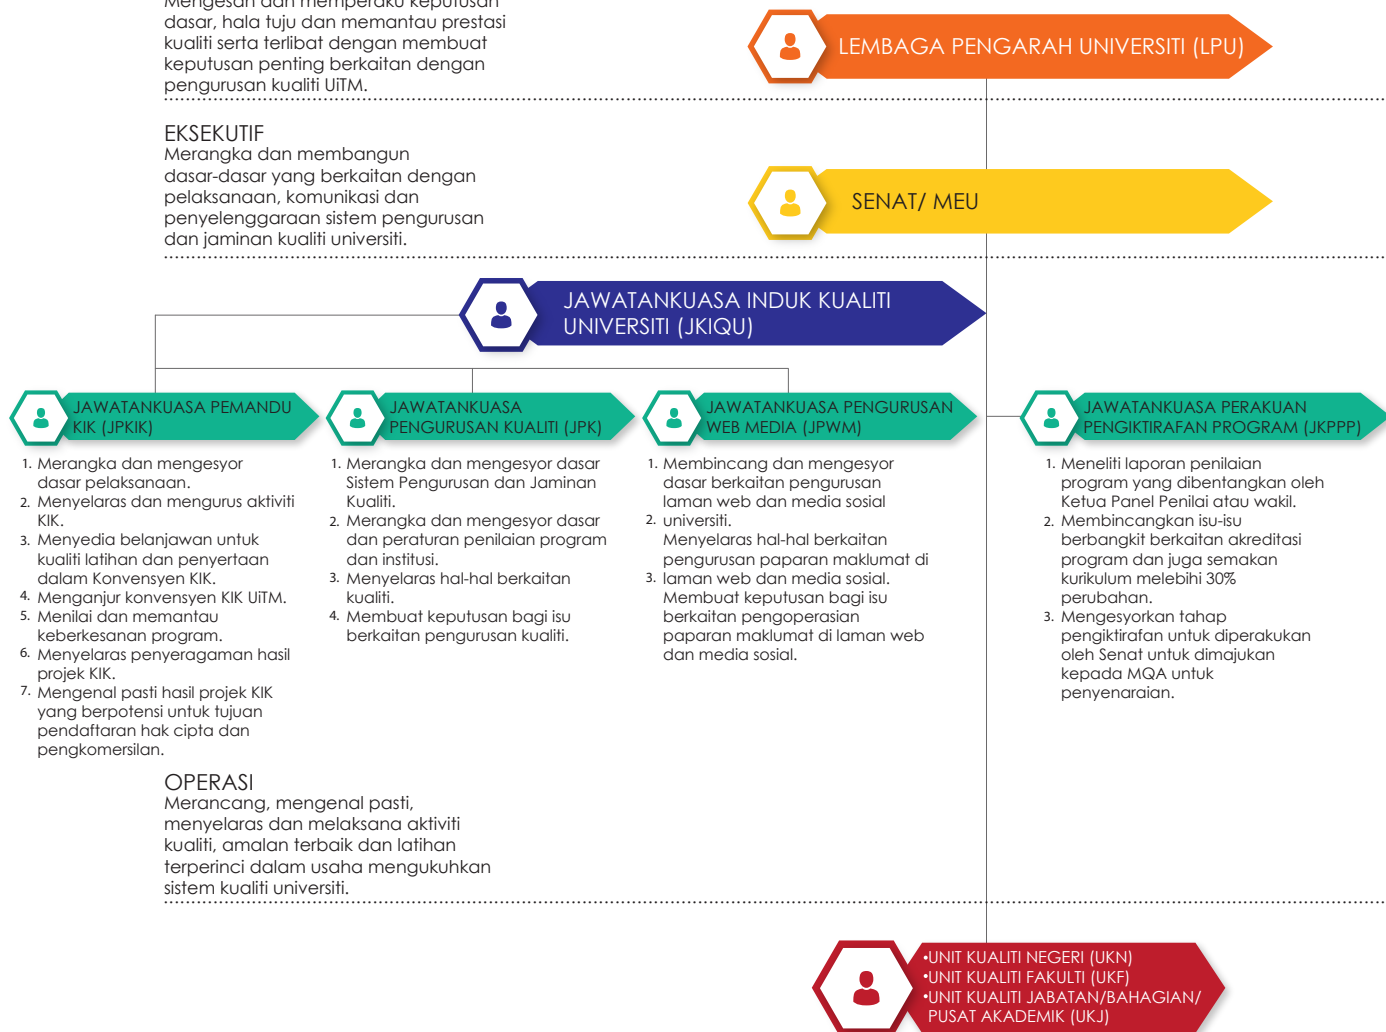 Mengesan dan memperaku keputusan
dasar, hala tuju dan memantau prestasi
kualiti serta terlibat dengan membuat
keputusan penting berkaitan dengan
pengurusan kualiti UiTM.
LEMBAGA PENGARAH UNIVERSITI (LPU)
EKSEKUTIF
Merangka dan membangun
dasar-dasar yang berkaitan dengan
pelaksanaan, komunikasi dan
penyelenggaraan sistem pengurusan
dan jaminan kualiti universiti.
SENAT/ MEU
JAWATANKUASA INDUK KUALITI
UNIVERSITI (JKIQU)
JAWATANKUASA PEMANDU
KIK (JPKIK)
1. Merangka dan mengesyor
dasar pelaksanaan.
2. Menyelaras dan mengurus aktiviti
KIK.
3. Menyedia belanjawan untuk
kualiti latihan dan penyertaan
dalam Konvensyen KIK.
4. Menganjur konvensyen KIK UiTM.
5. Menilai dan memantau
keberkesanan program.
6. Menyelaras penyeragaman hasil
projek KIK.
7. Mengenal pasti hasil projek KIK
yang berpotensi untuk tujuan
pendaftaran hak cipta dan
pengkomersilan.
JAWATANKUASA
PENGURUSAN KUALITI (JPK)
1. Merangka dan mengesyor dasar
Sistem Pengurusan dan Jaminan
Kualiti.
2. Merangka dan mengesyor dasar
dan peraturan penilaian program
dan institusi.
3. Menyelaras hal-hal berkaitan
kualiti.
4. Membuat keputusan bagi isu
berkaitan pengurusan kualiti.
JAWATANKUASA PENGURUSAN
WEB MEDIA (JPWM)
1. Membincang dan mengesyor
dasar berkaitan pengurusan
laman web dan media sosial
2. universiti.
Menyelaras hal-hal berkaitan
pengurusan paparan maklumat di
3. laman web dan media sosial.
Membuat keputusan bagi isu
berkaitan pengoperasian
paparan maklumat di laman web
dan media sosial.
JAWATANKUASA PERAKUAN
PENGIKTIRAFAN PROGRAM (JKPPP)
1. Meneliti laporan penilaian
program yang dibentangkan oleh
Ketua Panel Penilai atau wakil.
2. Membincangkan isu-isu
berbangkit berkaitan akreditasi
program dan juga semakan
kurikulum melebihi 30%
perubahan.
3. Mengesyorkan tahap
pengiktirafan untuk diperakukan
oleh Senat untuk dimajukan
kepada MQA untuk
penyenaraian.
OPERASI
Merancang, mengenal pasti,
menyelaras dan melaksana aktiviti
kualiti, amalan terbaik dan latihan
terperinci dalam usaha mengukuhkan
sistem kualiti universiti.
•UNIT KUALITI NEGERI (UKN)
•UNIT KUALITI FAKULTI (UKF)
•UNIT KUALITI JABATAN/BAHAGIAN/
PUSAT AKADEMIK (UKJ)